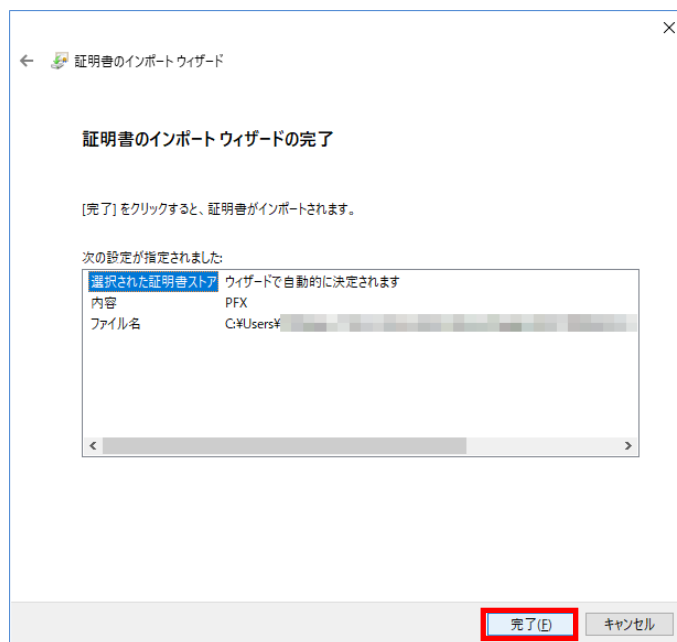 証明書のインポート ウィザード
証明書のインポート ウィザードの完了
[完了] をクリックすると、証明書がインポートされます。
次の設定が指定されました:
選択された証明書ストア ウィザードで自動的に決定されます
内容 PFX
ファイル名 C:¥Users¥
完了(F) キャンセル